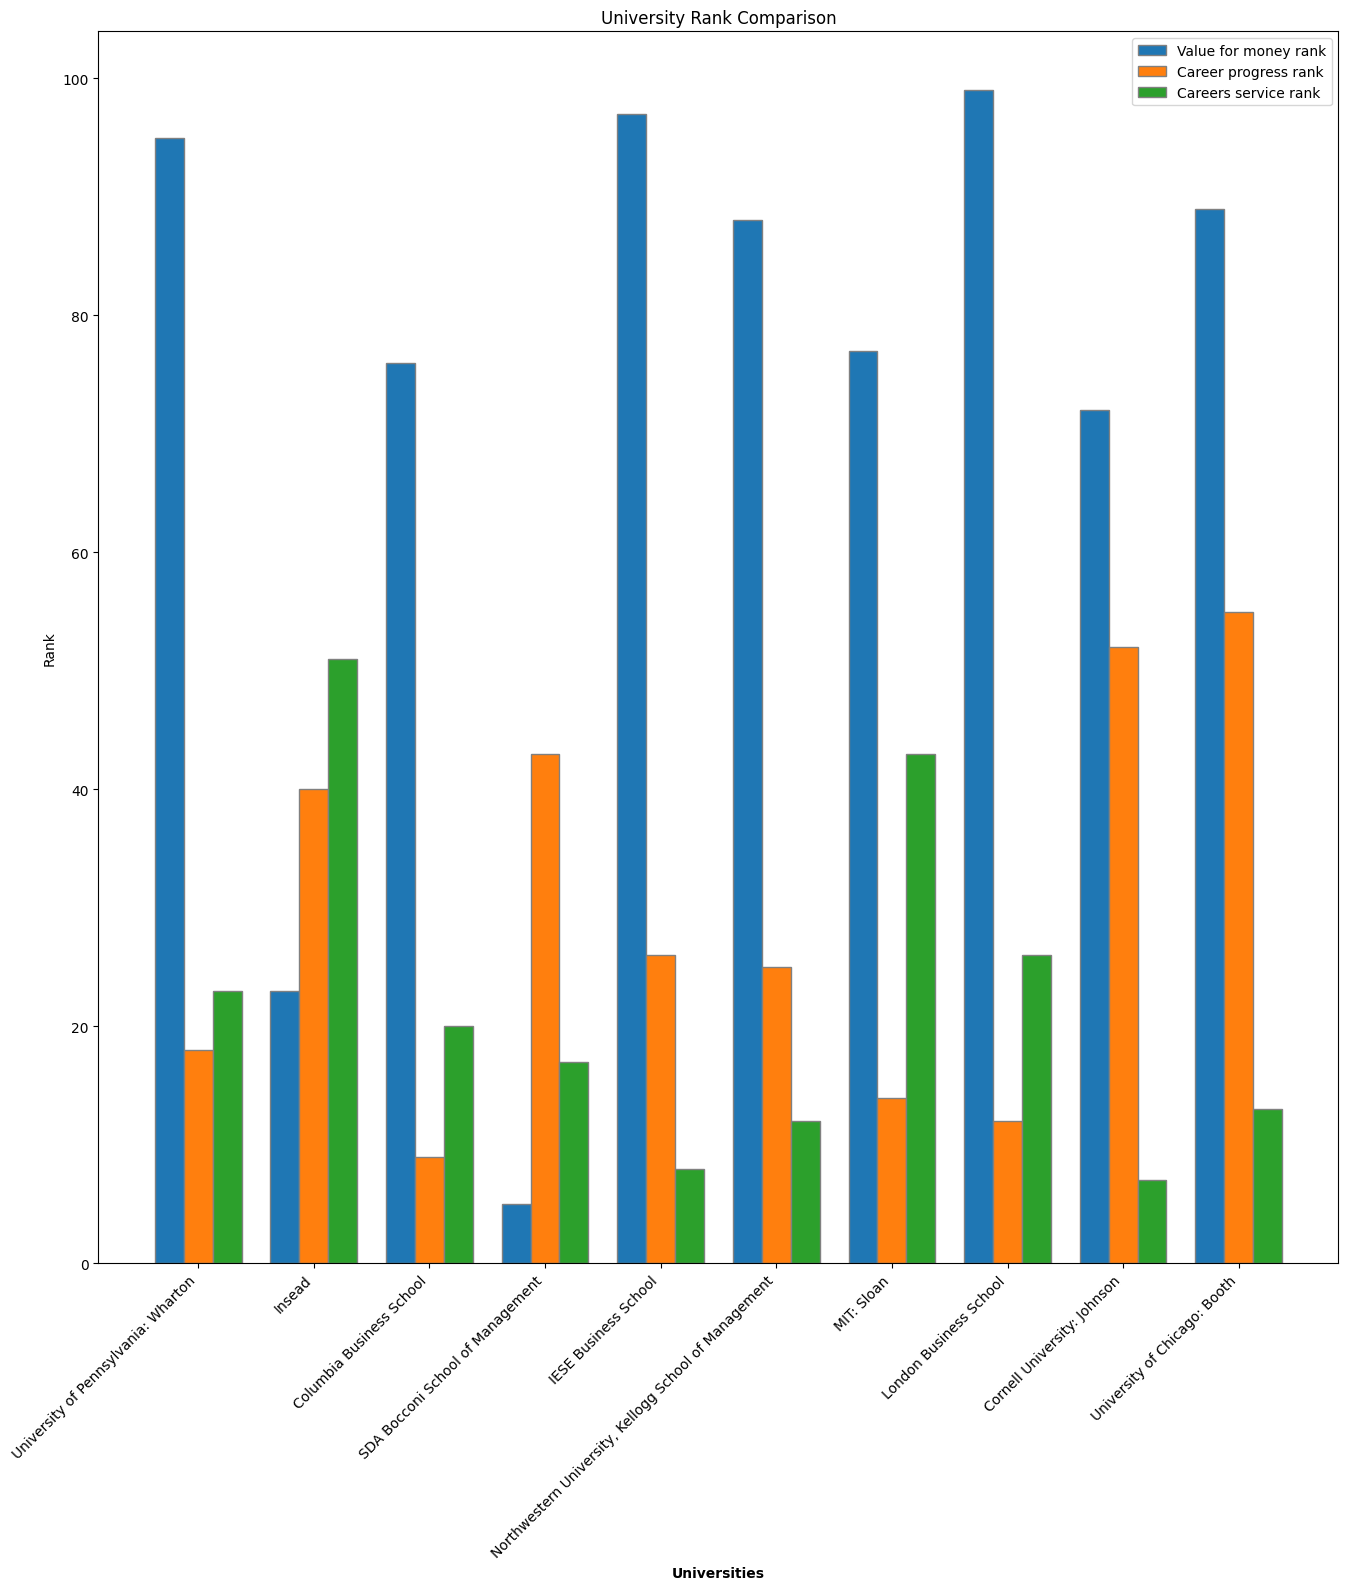 University Rank Comparison
Value for money rank
Career progress rank
Careers service rank
100
80
60
40
20
0
Rank
University of Pennsylvania: Wharton
Insead
Columbia Business School
SDA Bocconi School of Management
IESE Business School
Northwestern University, Kellogg School of Management
MIT: Sloan
London Business School
Cornell University: Johnson
University of Chicago: Booth
Universities